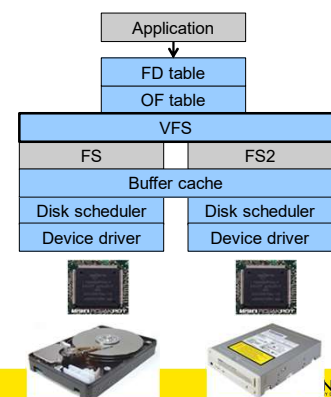 Application
FD table
OF table
VFS
FS FS2
Buffer cache
Disk scheduler Disk scheduler
Device driver Device driver